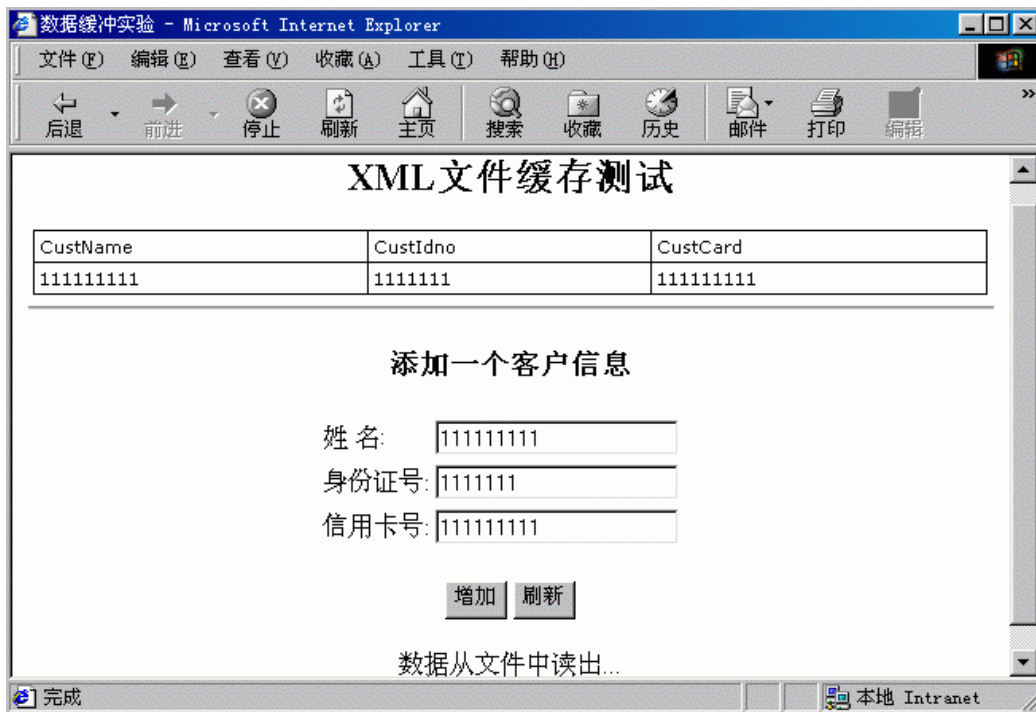 数据缓冲实验 - Microsoft Internet Explorer
文件(F) 编辑(E) 查看(V) 收藏(A) 工具(T) 帮助(H)
后退 前进 停止 刷新 主页 搜索 收藏 历史 邮件 打印 编辑 »
XML文件缓存测试
CustName CustIdno CustCard
111111111 1111111 111111111
添加一个客户信息
姓 名: 111111111
身份证号: 1111111
信用卡号: 111111111
增加 刷新
数据从文件中读出...
完成 本地 Intranet